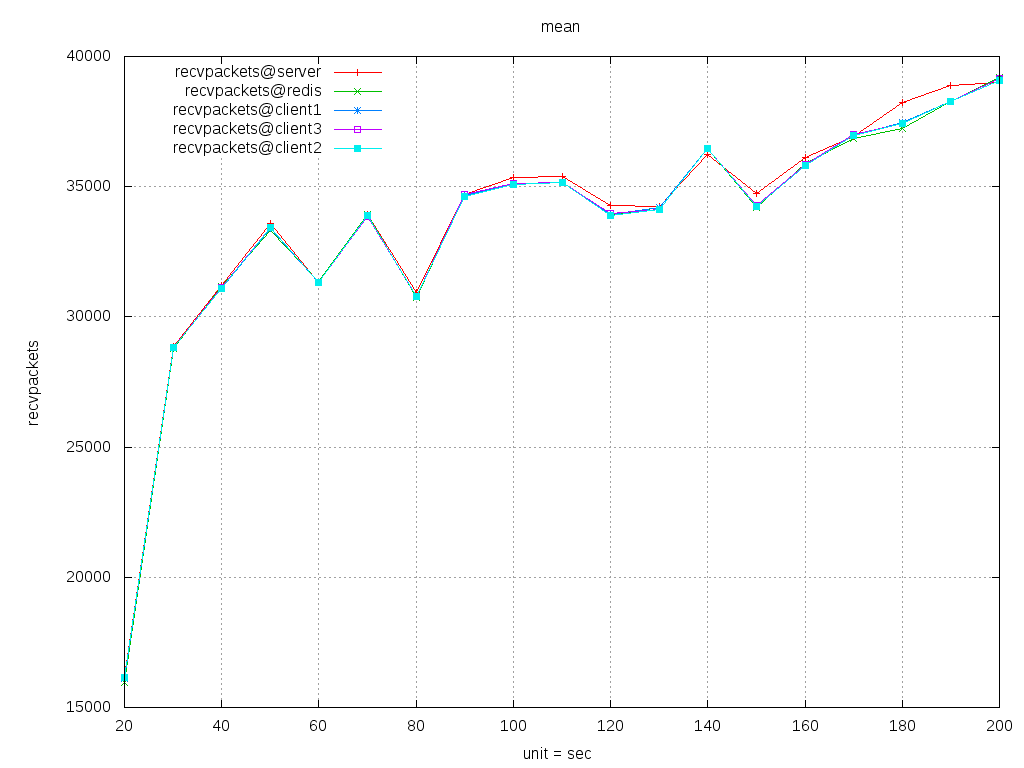 mean
40000
35000
30000
25000
20000
15000
recvpackets@server
recvpackets@redis
recvpackets@client1
recvpackets@client3
recvpackets@client2
recvpackets
20 40 60 80 100 120 140 160 180 200
unit = sec